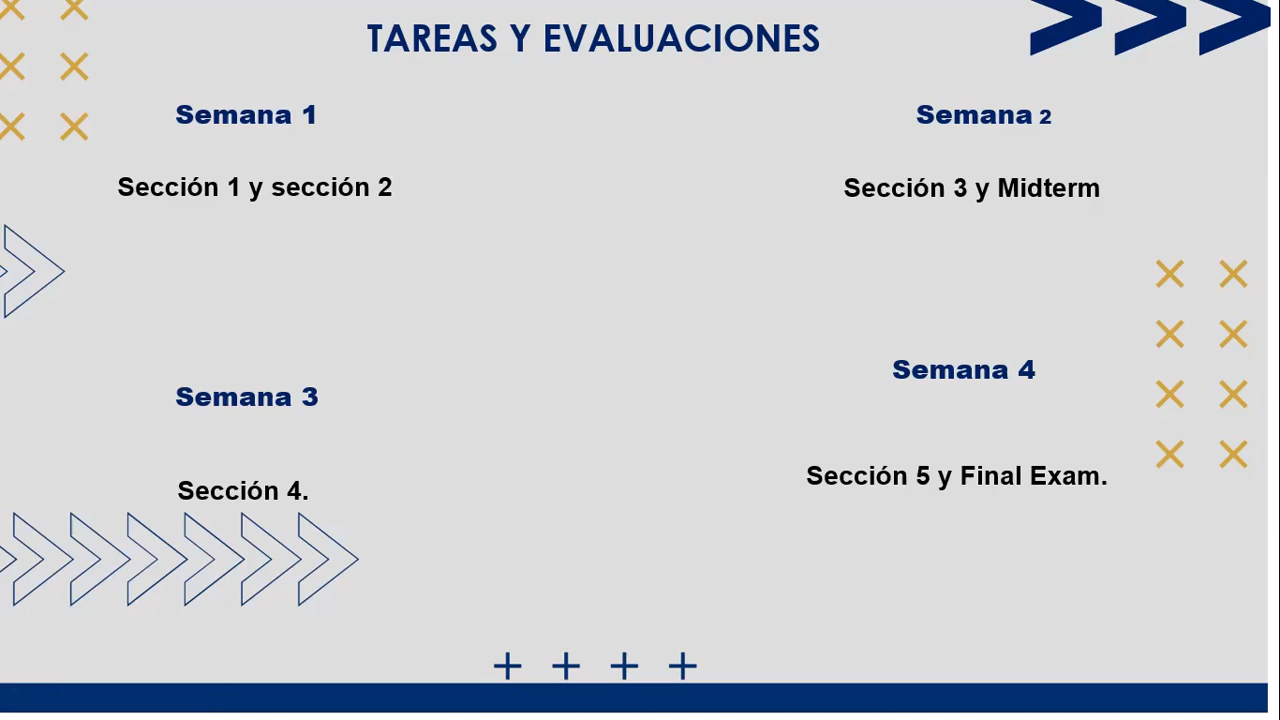 TAREAS Y EVALUACIONES
Semana 1
Sección 1 y sección 2
Semana 2
Sección 3 y Midterm
Semana 3
Sección 4.
Semana 4
Sección 5 y Final Exam.